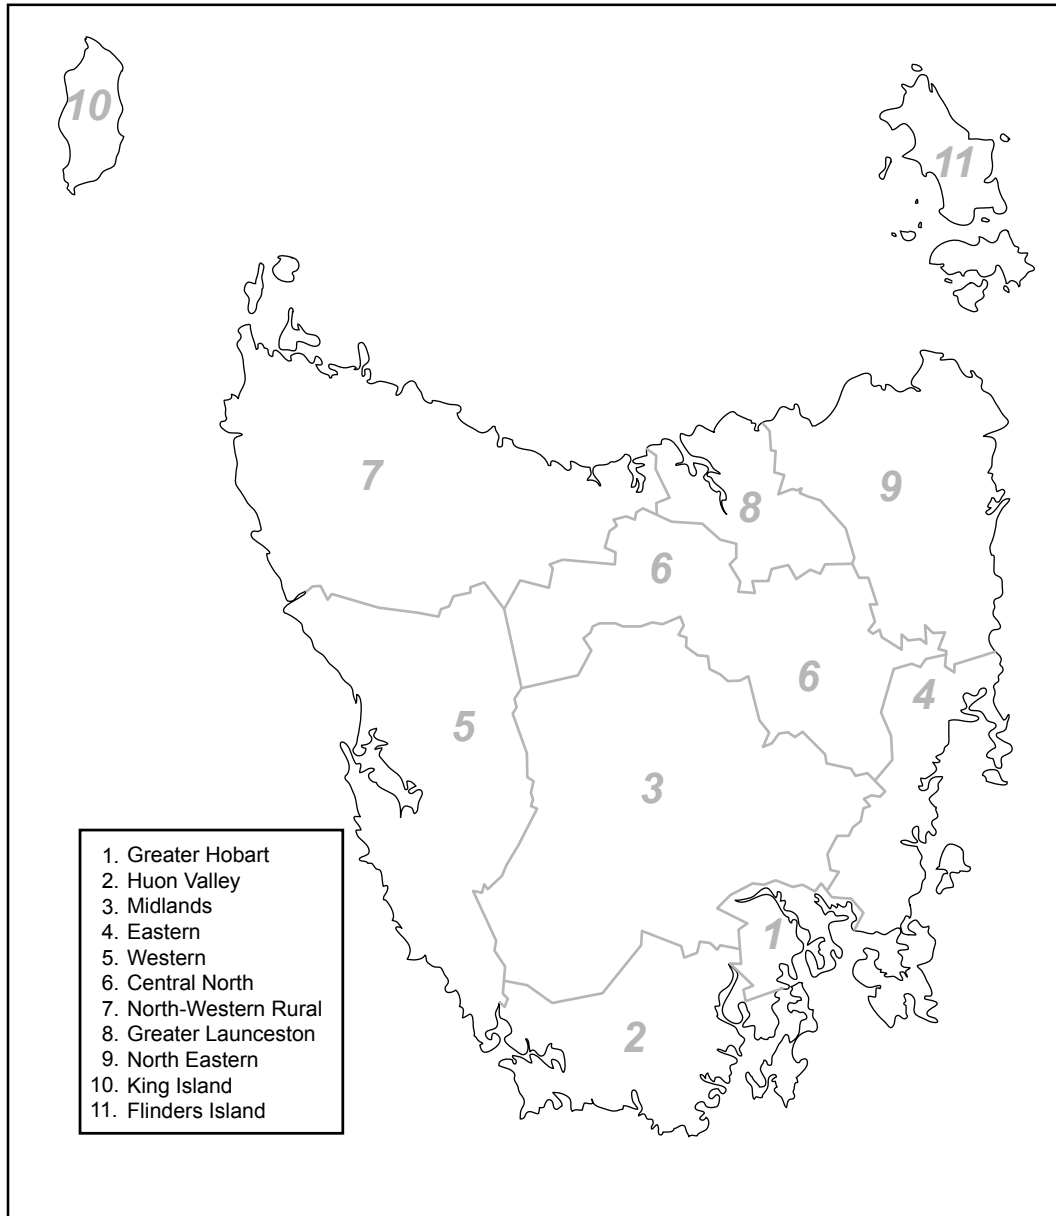 10
11
7
9
8
6
6
4
5
3
1
2
1. Greater Hobart
2. Huon Valley
3. Midlands
4. Eastern
5. Western
6. Central North
7. North-Western Rural
8. Greater Launceston
9. North Eastern
10. King Island
11. Flinders Island